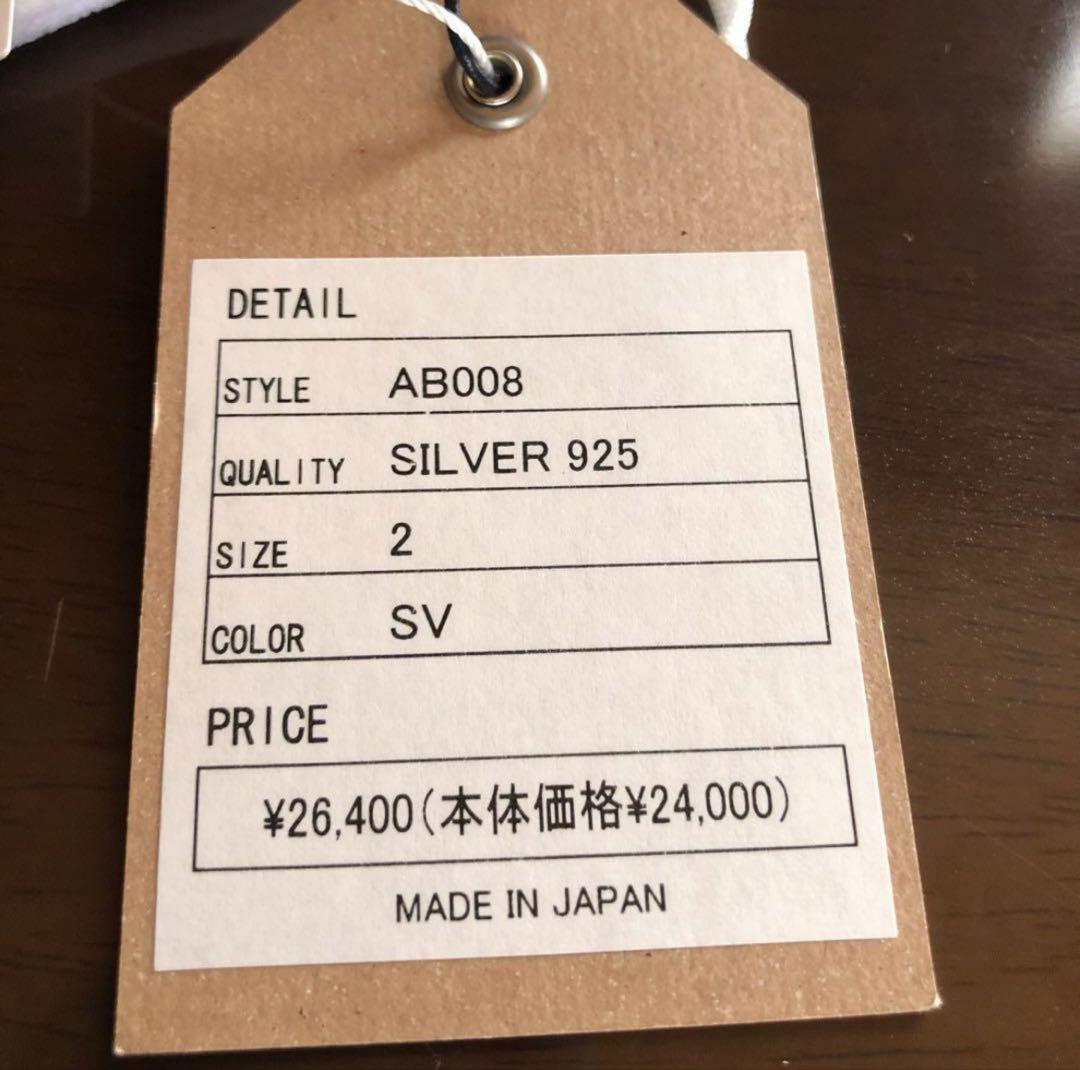 DETAIL
STYLE AB008
QUALITY SILVER 925
SIZE 2
COLOR SV
PRICE
¥26,400(本体価格¥24,000)
MADE IN JAPAN